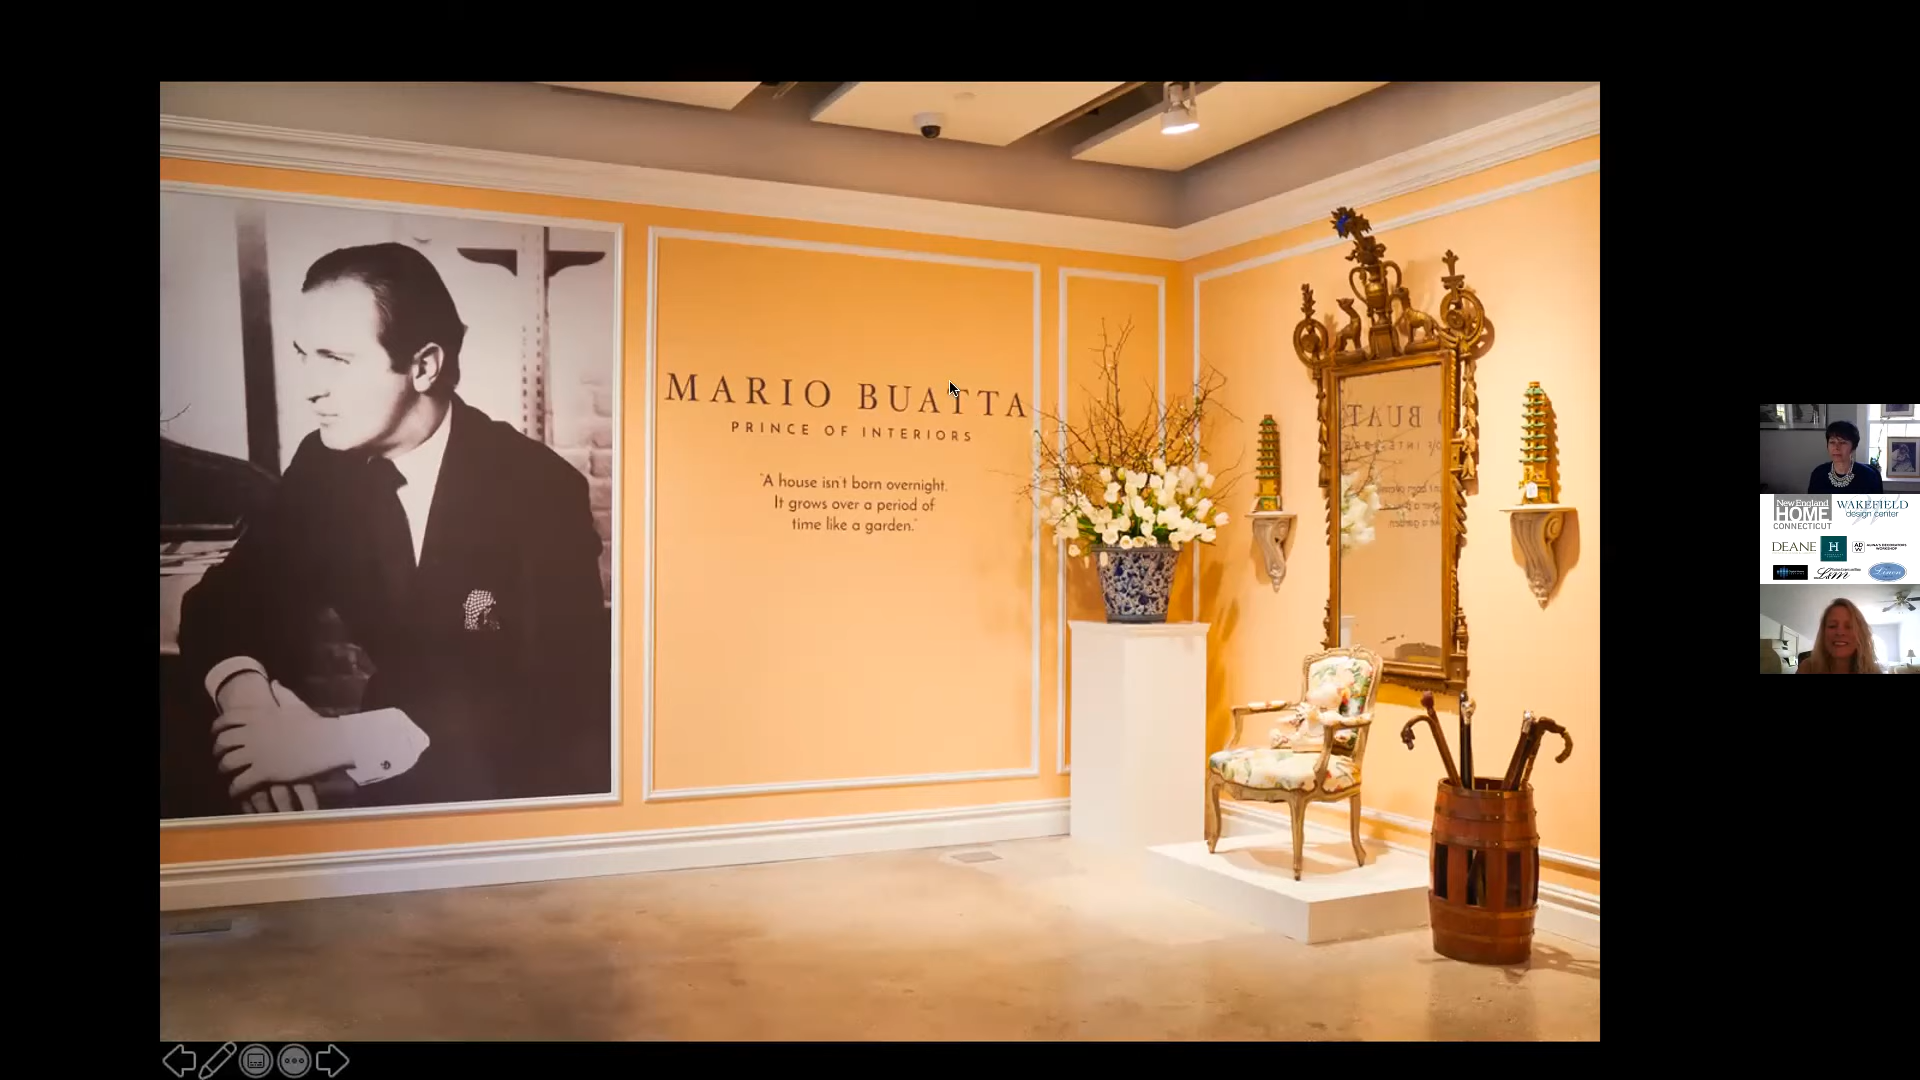 MARIO BUATTA
PRINCE OF INTERIORS
"A house isn't born overnight.
It grows over a period of
time like a garden."
New England
HOME
CONNECTICUT
WAKEFIELD
design center
DEANE
H